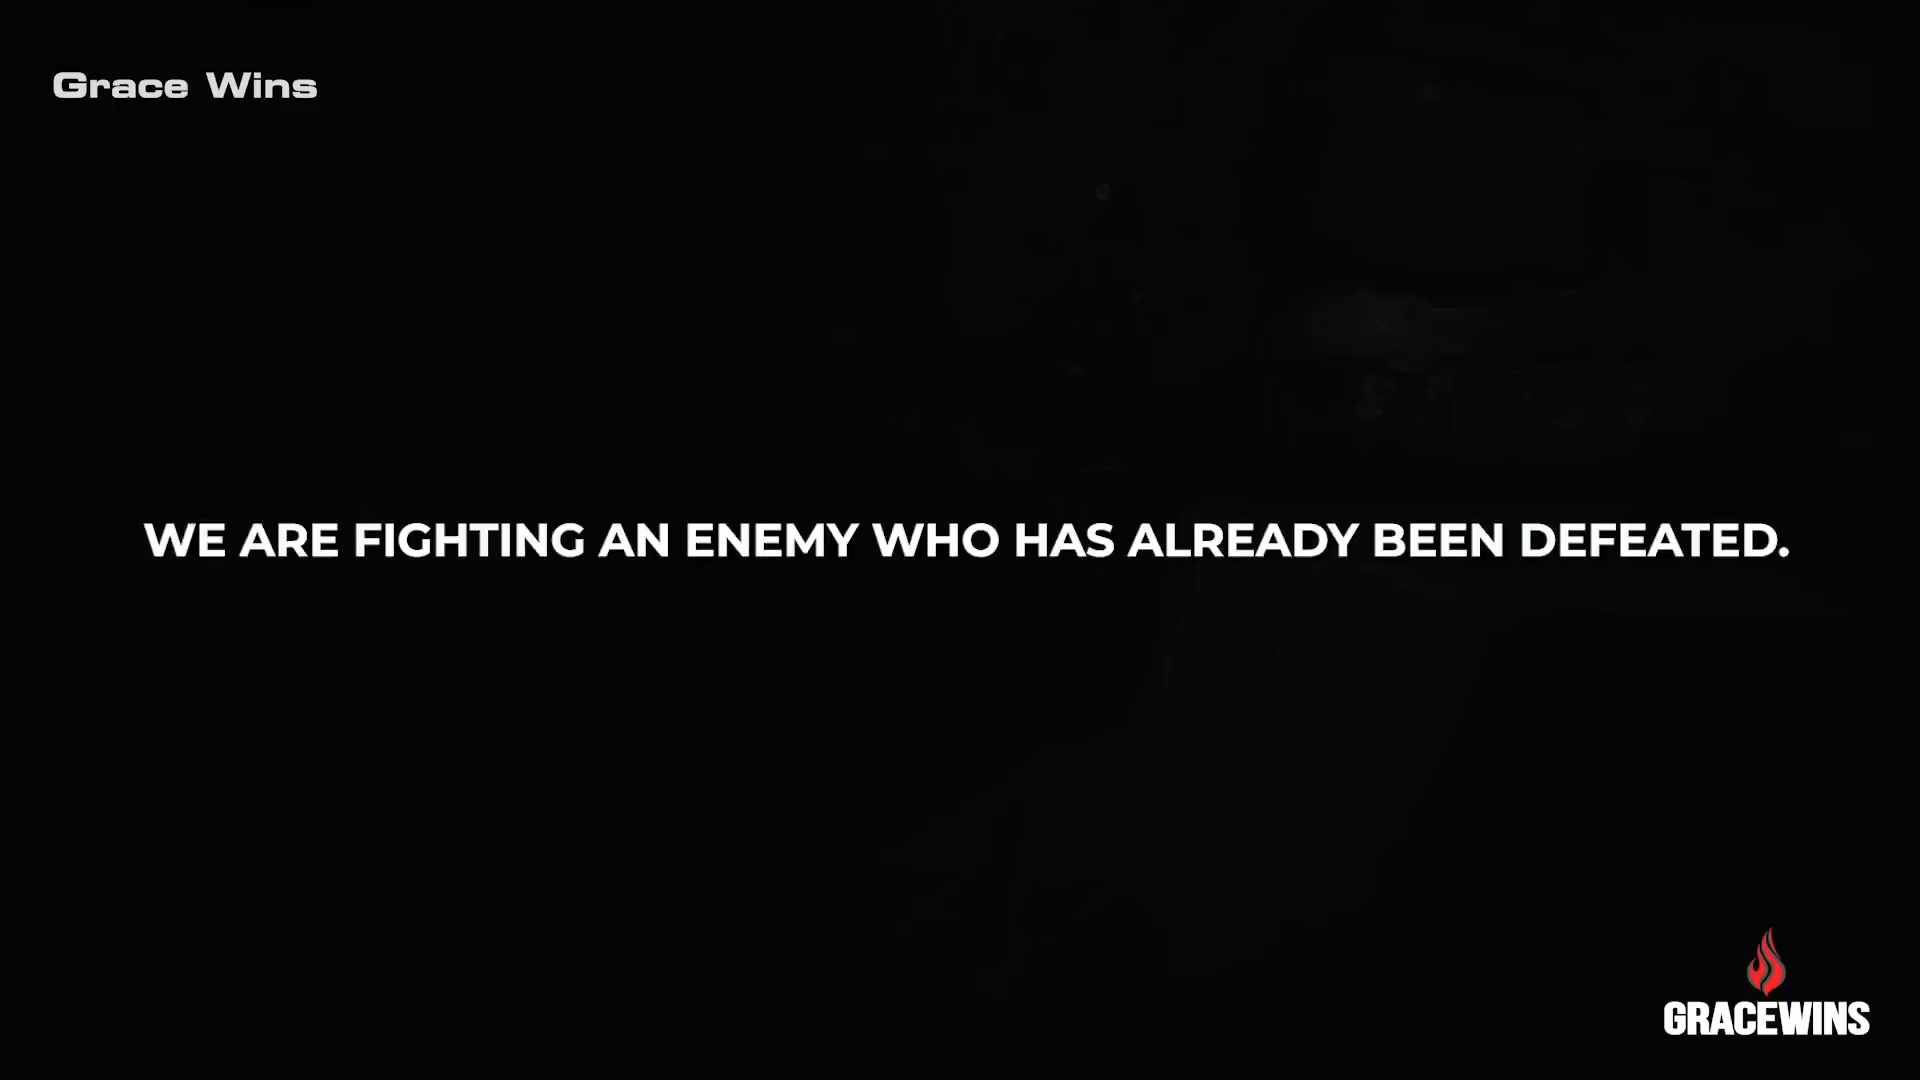 Grace Wins
WE ARE FIGHTING AN ENEMY WHO HAS ALREADY BEEN DEFEATED.
GRACEWINS